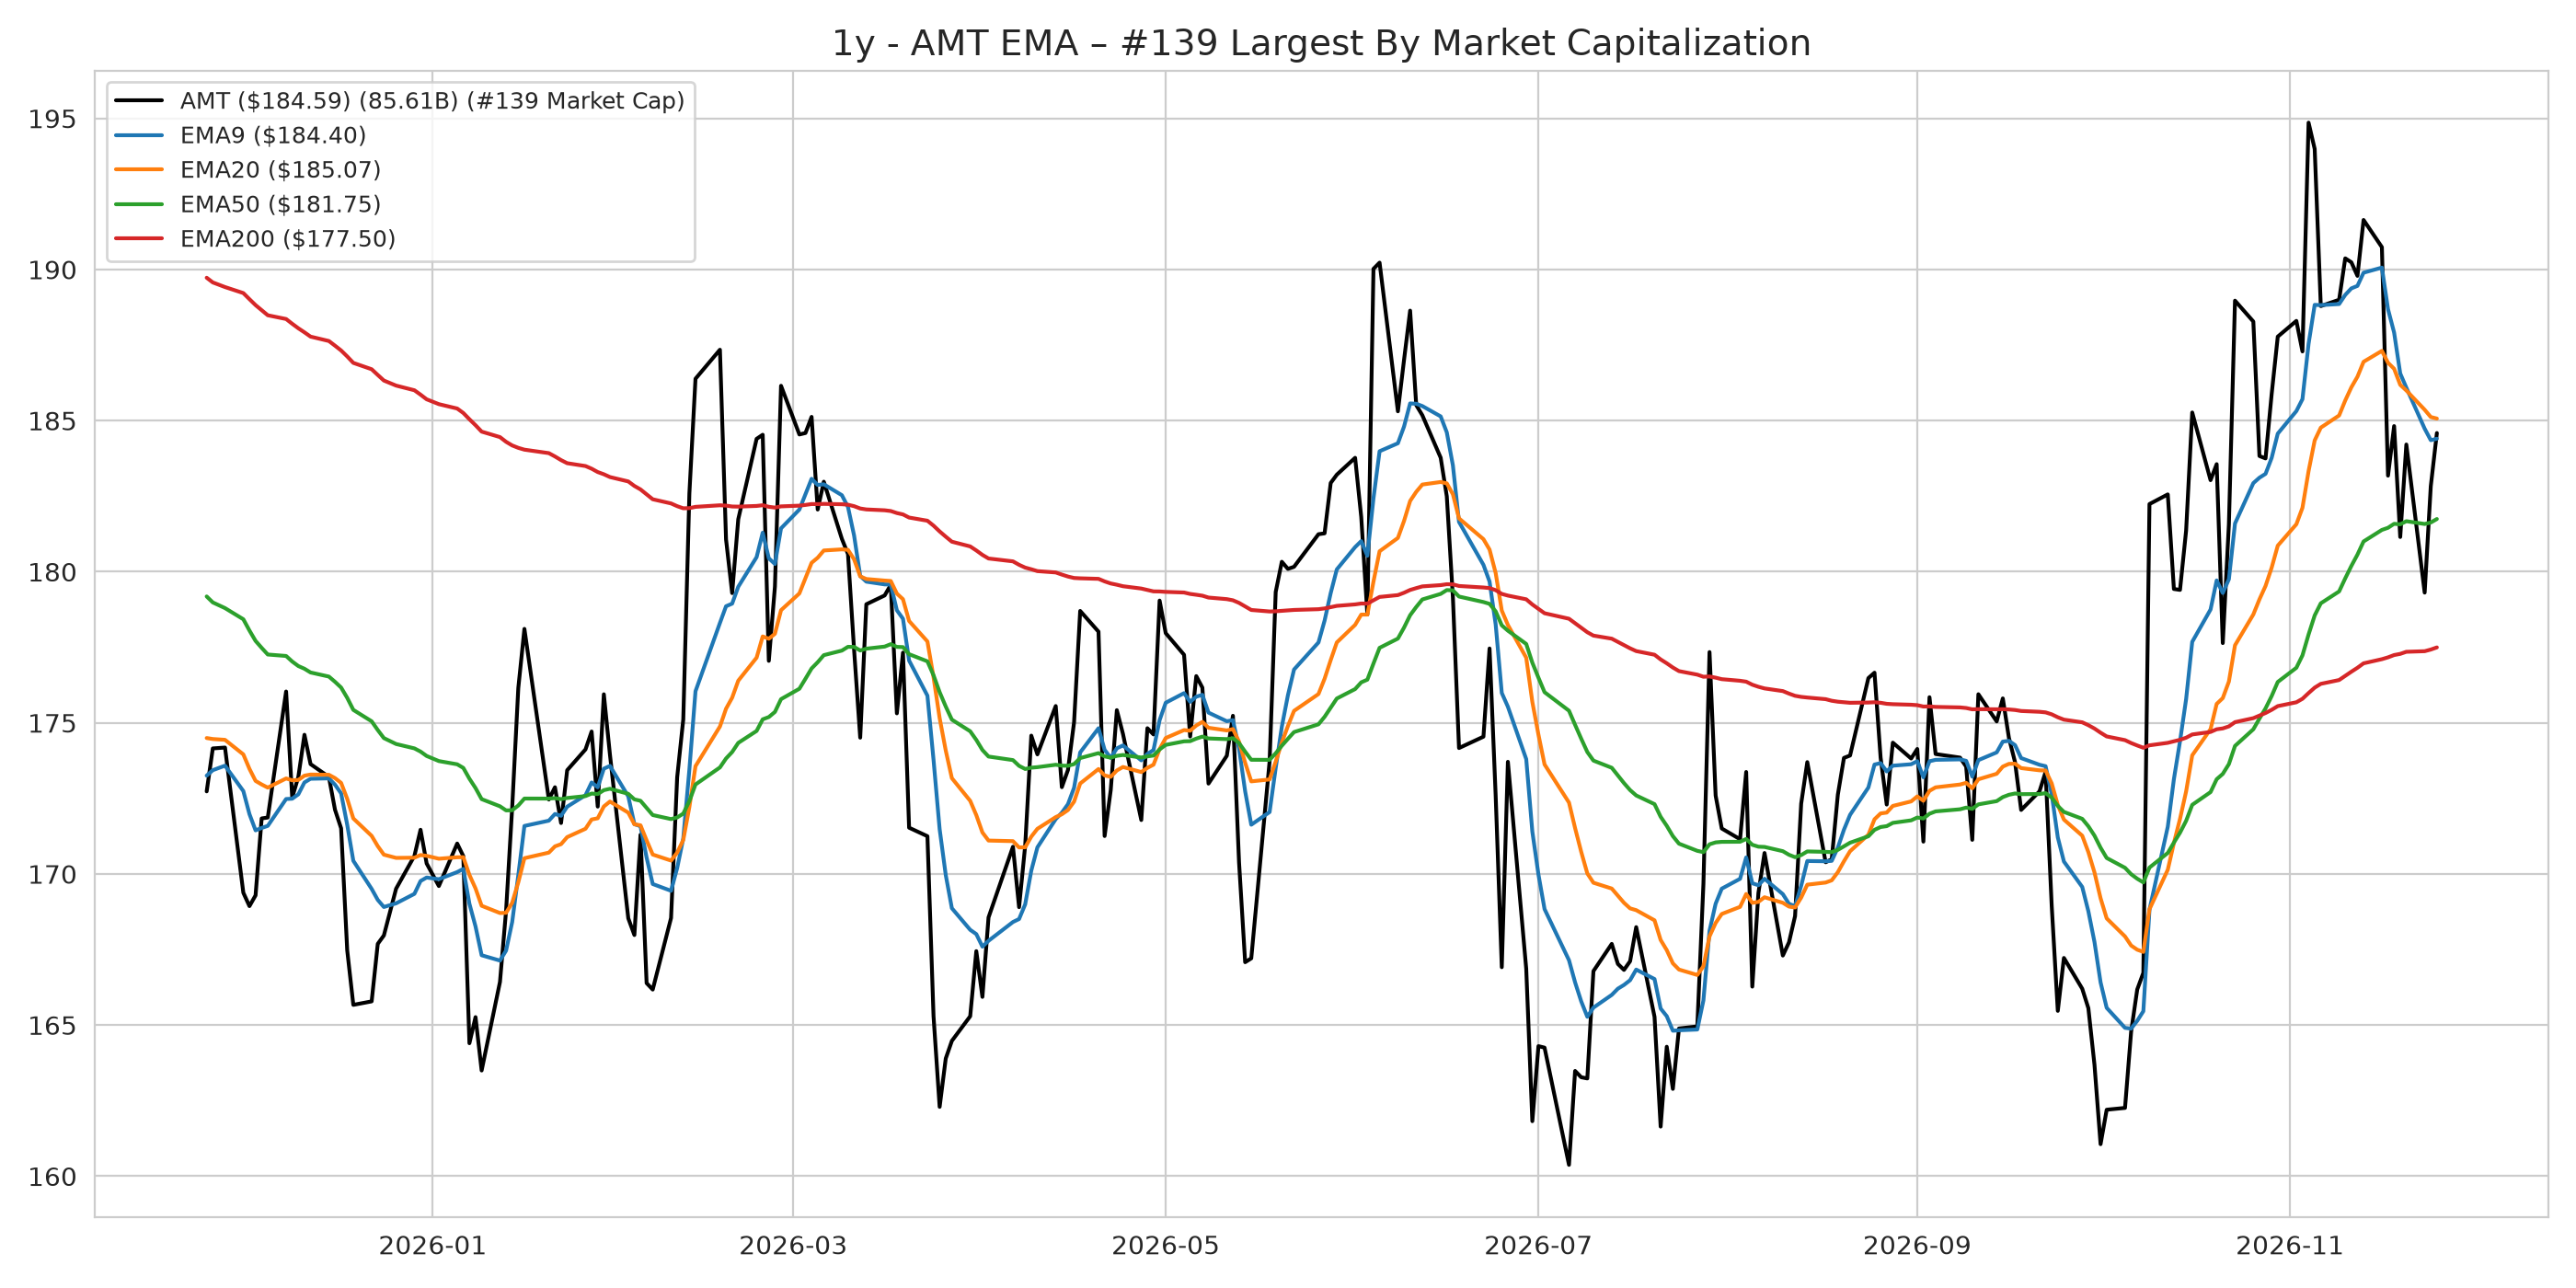 1y - AMT EMA – #139 Largest By Market Capitalization
AMT ($184.59) (85.61B) (#139 Market Cap)
EMA9 ($184.40)
EMA20 ($185.07)
EMA50 ($181.75)
EMA200 ($177.50)
195
190
185
180
175
170
165
160
2026-01
2026-03
2026-05
2026-07
2026-09
2026-11